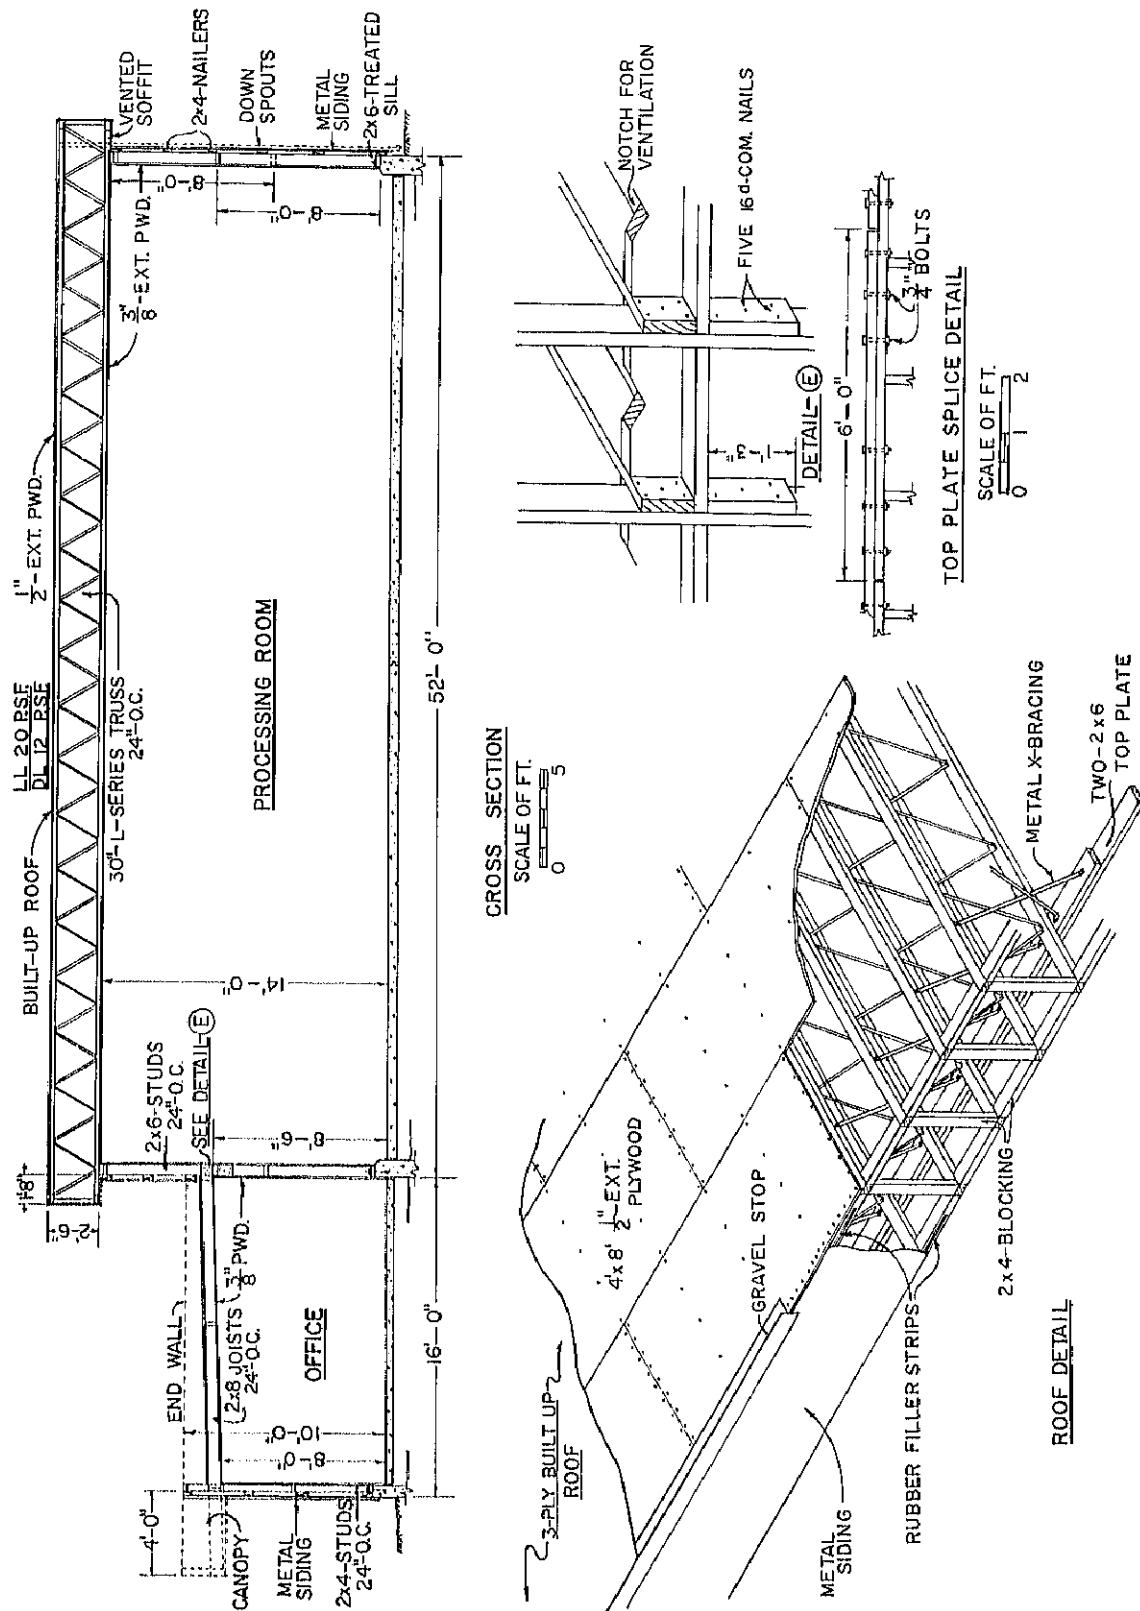 LL 20 P.S.F.
DL 12 P.S.F.
BUILT-UP ROOF
1/2"-EXT. PWD.
VENTED
SOFFIT
2x4-NAILERS
DOWN
SPOUTS
METAL
SIDING
2x6-TREATED
SILL
1'-8"
2'-6"
30"-L-SERIES TRUSS
24"-O.C.
3/8"-EXT. PWD.
8'-0"
8'-0"
2x6-STUDS
24"-O.C.
SEE DETAIL-E
14'-0"
PROCESSING ROOM
8'-6"
END WALL
4'-0"
CANOPY
METAL
SIDING
2x4-STUDS
24"-O.C.
10'-0"
8'-0"
2x8 JOISTS
24"-O.C.
3/8" PWD.
OFFICE
16'-0"
52'-0"
CROSS SECTION
SCALE OF FT.
0 5
3-PLY BUILT UP
ROOF
4'x8' 1/2"-EXT.
PLYWOOD
GRAVEL STOP
METAL
SIDING
RUBBER FILLER STRIPS
2x4-BLOCKING
METAL X-BRACING
TWO-2x6
TOP PLATE
ROOF DETAIL
NOTCH FOR
VENTILATION
FIVE 16d-COM. NAILS
1'-3"
DETAIL-E
6'-0"
3/4" BOLTS
TOP PLATE SPLICE DETAIL
SCALE OF FT.
0 1 2